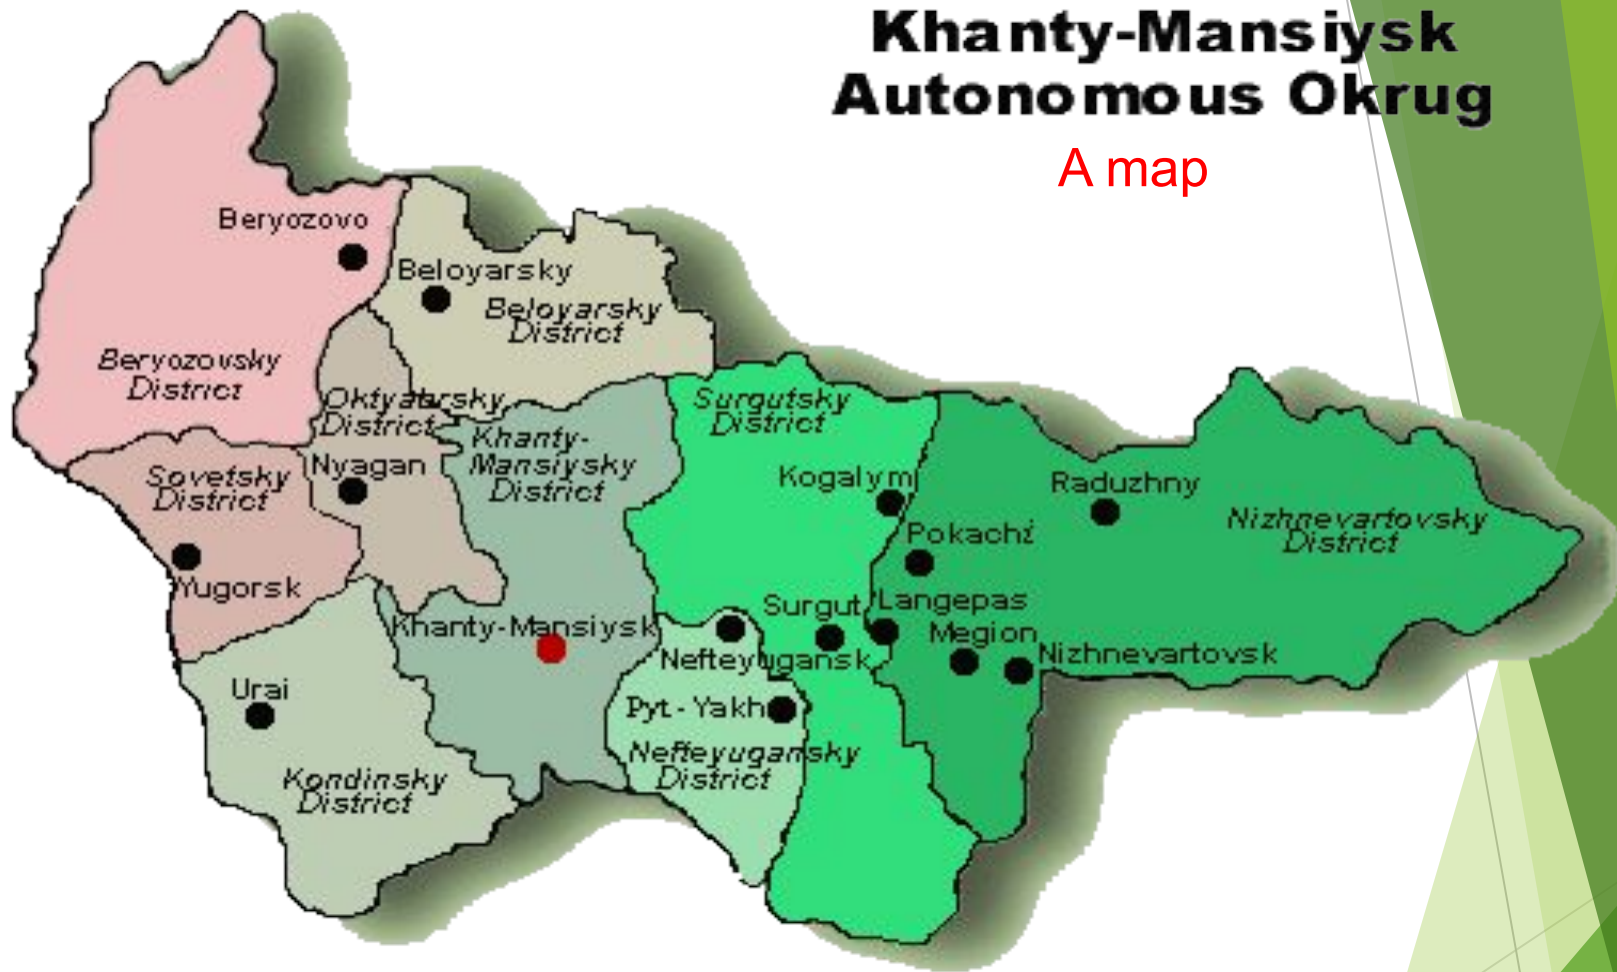 Khanty-Mansiysk
Autonomous Okrug
A map
Beryozovo
Beloyarsky
Beloyarsky
District
Beryozovsky
District
Oktyabrsky
District
Surgutsky
District
Khanty-
Mansiysky
District
Sovetsky
District
Nyagan
Kogalym
Raduzhny
Nizhnevartovsky
District
Pokachi
Yugorsk
Surgut
Langepas
Khanty-Mansiysk
Megion
Nefteyugansk
Nizhnevartovsk
Urai
Pyt.-Yakh
Nefteyugansky
District
Kondinsky
District